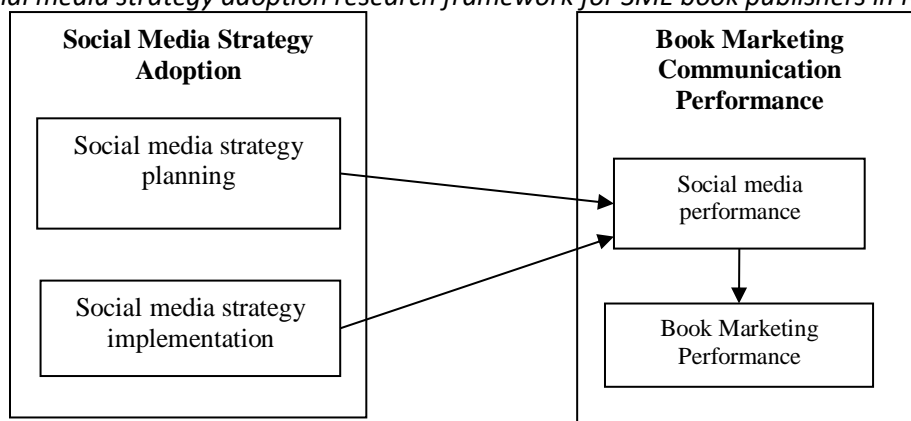 media strategy adoption research framework for SME book publishers in
Social Media Strategy
Adoption
Social media strategy
planning
Social media strategy
implementation
Book Marketing
Communication
Performance
Social media
performance
Book Marketing
Performance